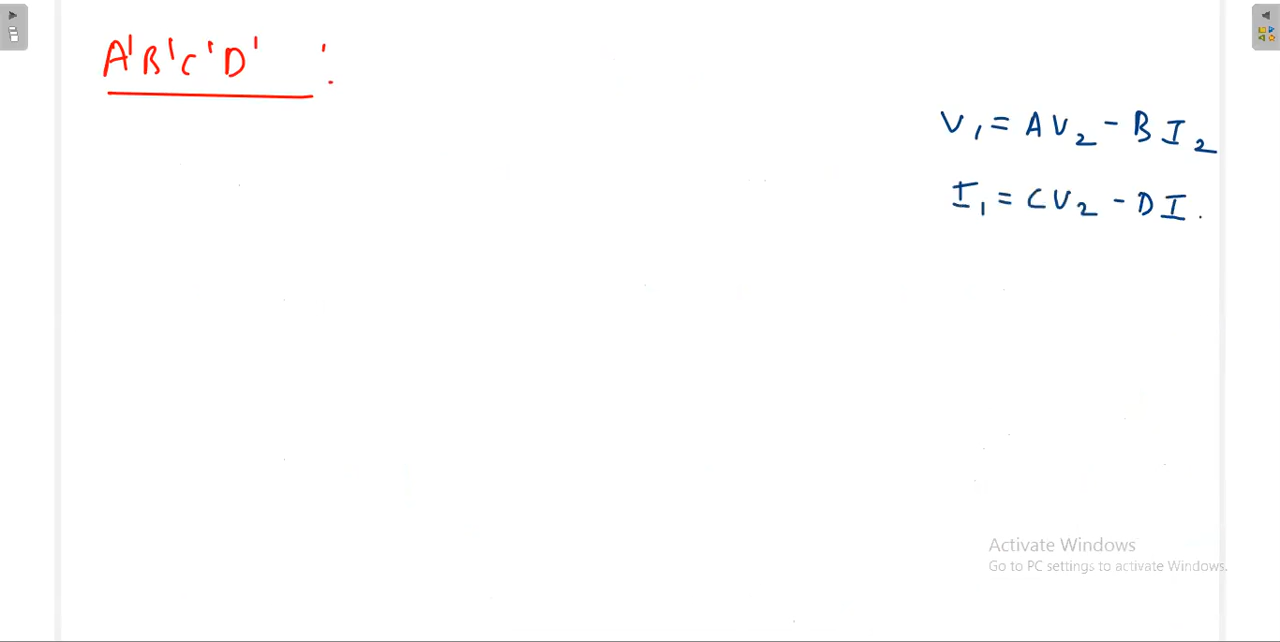 A'B'C'D' :
V₁ = AV₂ - BI₂
I₁ = CV₂ - DI.
Activate Windows
Go to PC settings to activate Windows.